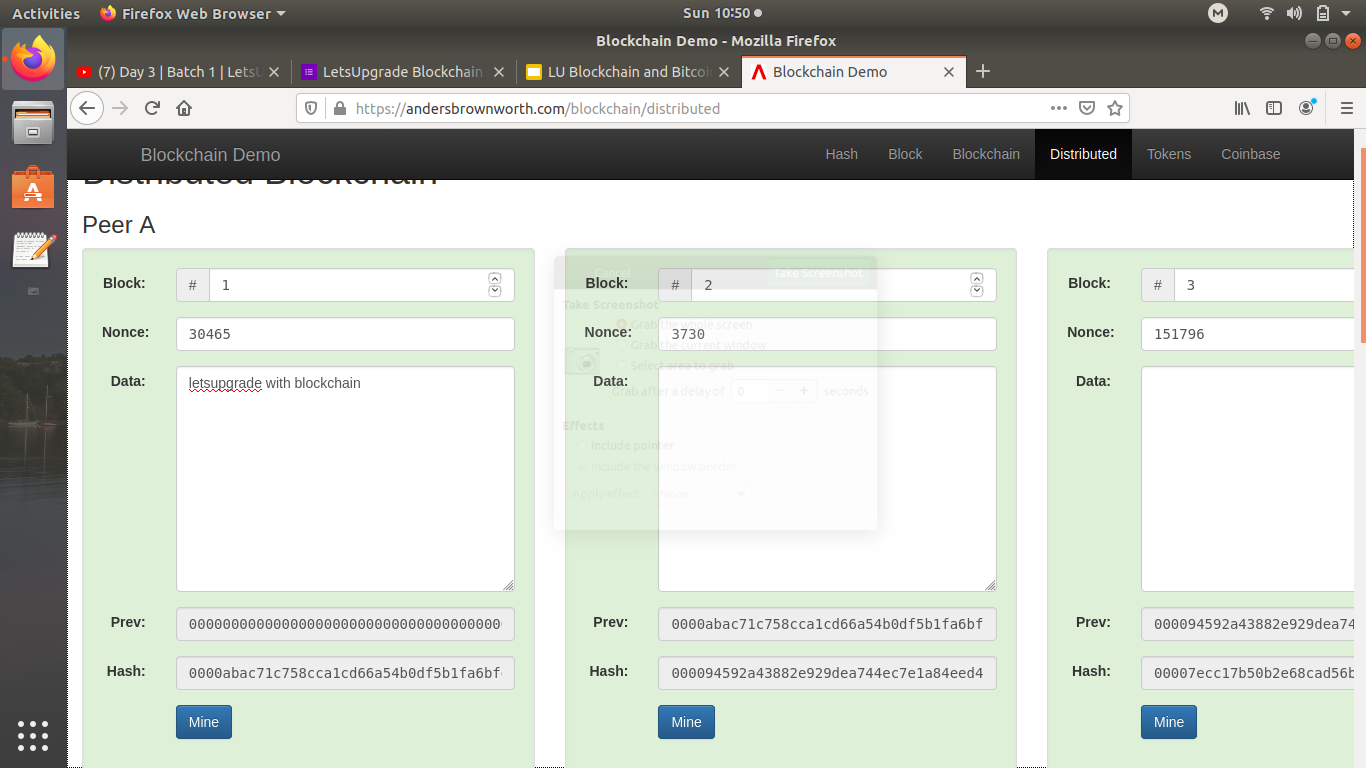 Activities Firefox Web Browser Sun 10:50
Blockchain Demo - Mozilla Firefox
(7) Day 3 | Batch 1 | Lets LetsUpgrade Blockchain LU Blockchain and Bitcoi Blockchain Demo
https://andersbrownworth.com/blockchain/distributed
Blockchain Demo Hash Block Blockchain Distributed Tokens Coinbase
Distributed Blockchain
Peer A
Block: # 1
Nonce: 30465
Data: letsupgrade with blockchain
Prev: 000000000000000000000000000000000000
Hash: 0000abac71c758cca1cd66a54b0df5b1fa6bf
Mine
Block: # 2
Nonce: 3730
Data:
Prev: 0000abac71c758cca1cd66a54b0df5b1fa6bf
Hash: 000094592a43882e929dea744ec7e1a84eed4
Mine
Block: # 3
Nonce: 151796
Data:
Prev: 000094592a43882e929dea74
Hash: 00007ecc17b50b2e68cad56b
Mine
Cancel Take Screenshot
Take Screenshot
Grab the whole screen
Grab the current window
Select area to grab
Grab after a delay of 0 − + seconds
Effects
Include pointer
Include the window border
Apply effect: None